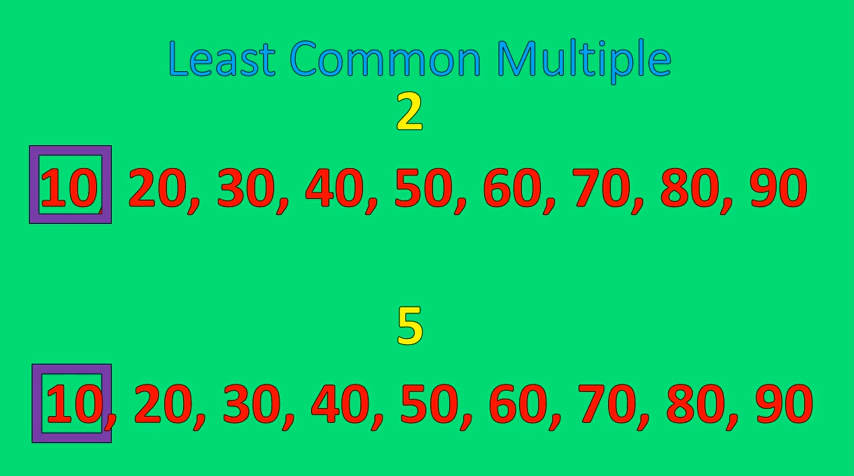 Least Common Multiple
2
10, 20, 30, 40, 50, 60, 70, 80, 90
5
10, 20, 30, 40, 50, 60, 70, 80, 90